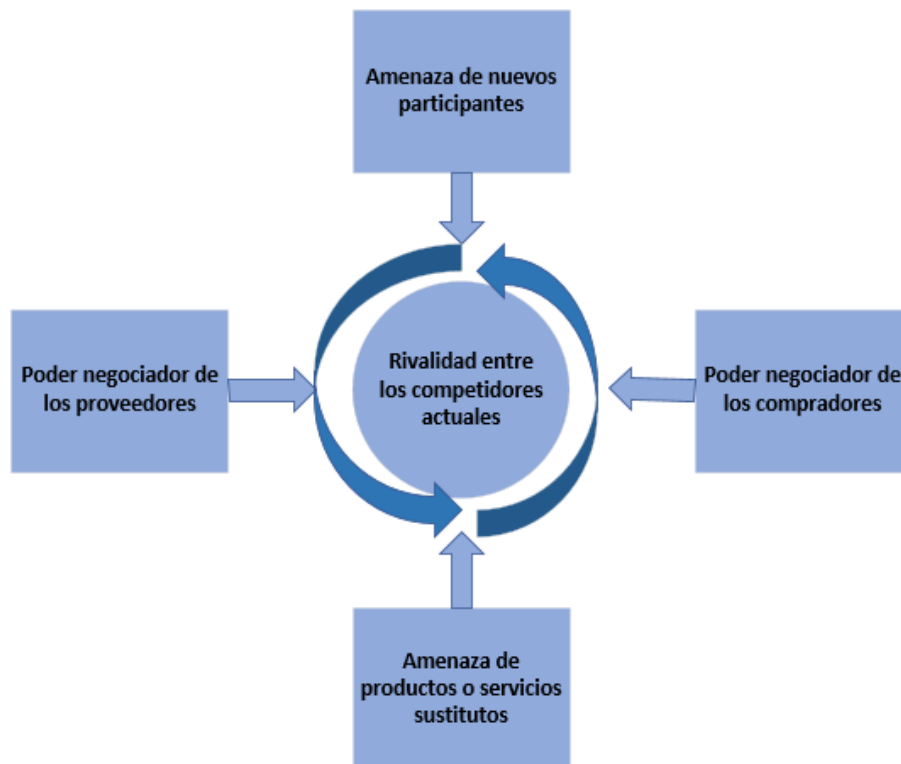 Amenaza de nuevos
participantes
Poder negociador de
los proveedores
Rivalidad entre
los competidores
actuales
Poder negociador de
los compradores
Amenaza de
productos o servicios
sustitutos